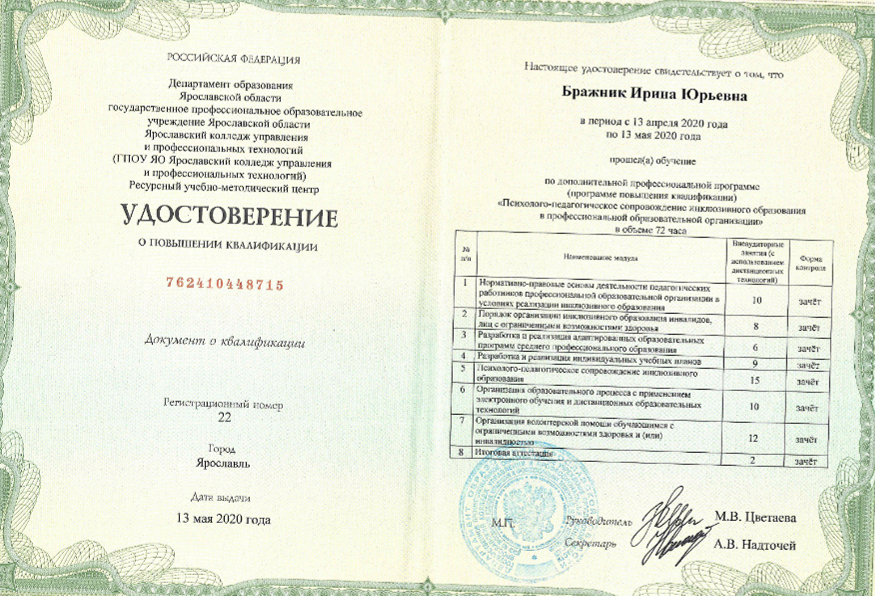 РОССИЙСКАЯ ФЕДЕРАЦИЯ
Департамент образования
Ярославской области
государственное профессиональное образовательное
учреждение Ярославской области
Ярославский колледж управления
и профессиональных технологий
(ГПОУ ЯО Ярославский колледж управления
и профессиональных технологий)
Ресурсный учебно-методический центр
УДОСТОВЕРЕНИЕ
О ПОВЫШЕНИИ КВАЛИФИКАЦИИ
762410448715
Документ о квалификации
Регистрационный номер
22
Город
Ярославль
Дата выдачи
13 мая 2020 года
Настоящее удостоверение свидетельствует о том, что
Бражник Ирина Юрьевна
в период с 13 апреля 2020 года
по 13 мая 2020 года
прошел(а) обучение
по дополнительной профессиональной программе
(программе повышения квалификации)
«Психолого-педагогическое сопровождение инклюзивного образования
в профессиональной образовательной организации»
в объеме 72 часа
№ п/п
Наименование модуля
Внеаудиторные
занятия (с
использованием
дистанционных
технологий)
Форма
контроля
1 Нормативно-правовые основы деятельности педагогических
работников профессиональной образовательной организации в
условиях реализации инклюзивного образования 10 зачёт
2 Порядок организации инклюзивного образования инвалидов,
лиц с ограниченными возможностями здоровья 8 зачёт
3 Разработка и реализация адаптированных образовательных
программ среднего профессионального образования 6 зачёт
4 Разработка и реализация индивидуальных учебных планов 9 зачёт
5 Психолого-педагогическое сопровождение инклюзивного
образования 15 зачёт
6 Организация образовательного процесса с применением
электронного обучения и дистанционных образовательных
технологий 10 зачёт
7 Организация волонтерской помощи обучающимся с
ограниченными возможностями здоровья и (или)
инвалидностью 12 зачёт
8 Итоговая аттестация 2 зачёт
М.П.
Руководитель М.В. Цветаева
Секретарь А.В. Надточей